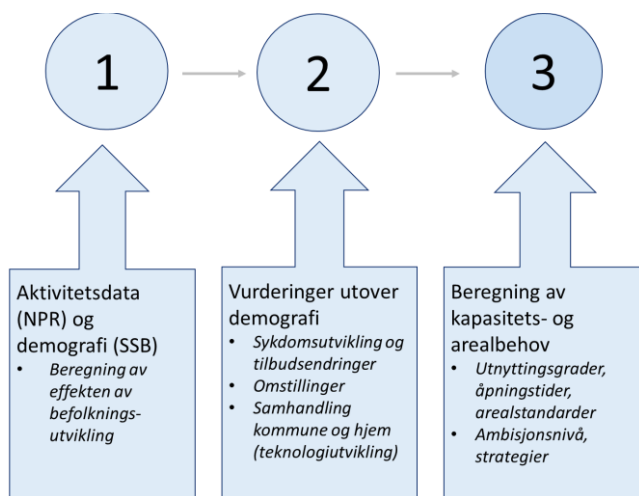 1
2
3
Aktivitetsdata
(NPR) og
demografi (SSB)
• Beregning av
effekten av
befolknings-
utvikling
Vurderinger utover
demografi
• Sykdomsutvikling og
tilbudsendringer
• Omstillinger
• Samhandling
kommune og hjem
(teknologiutvikling)
Beregning av
kapasitets- og
arealbehov
• Utnyttingsgrader,
åpningstider,
arealstandarder
• Ambisjonsnivå,
strategier